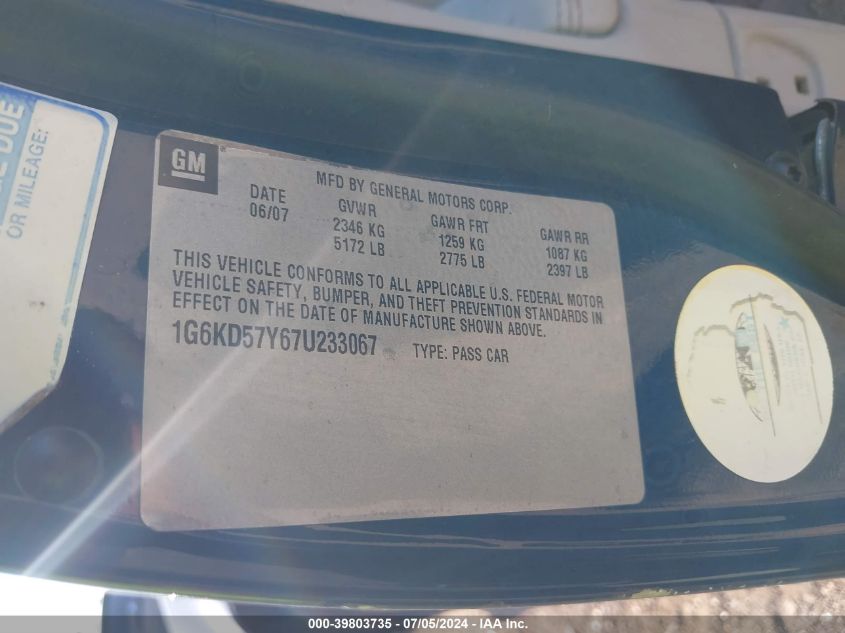 L DUE
OR MILEAGE:
GM
MFD BY GENERAL MOTORS CORP.
DATE GVWR GAWR FRT GAWR RR
06/07 2346 KG 1259 KG 1087 KG
5172 LB 2775 LB 2397 LB
THIS VEHICLE CONFORMS TO ALL APPLICABLE U.S. FEDERAL MOTOR
VEHICLE SAFETY, BUMPER, AND THEFT PREVENTION STANDARDS IN
EFFECT ON THE DATE OF MANUFACTURE SHOWN ABOVE.
1G6KD57Y67U233067 TYPE: PASS CAR
000-39803735 - 07/05/2024 - IAA Inc.